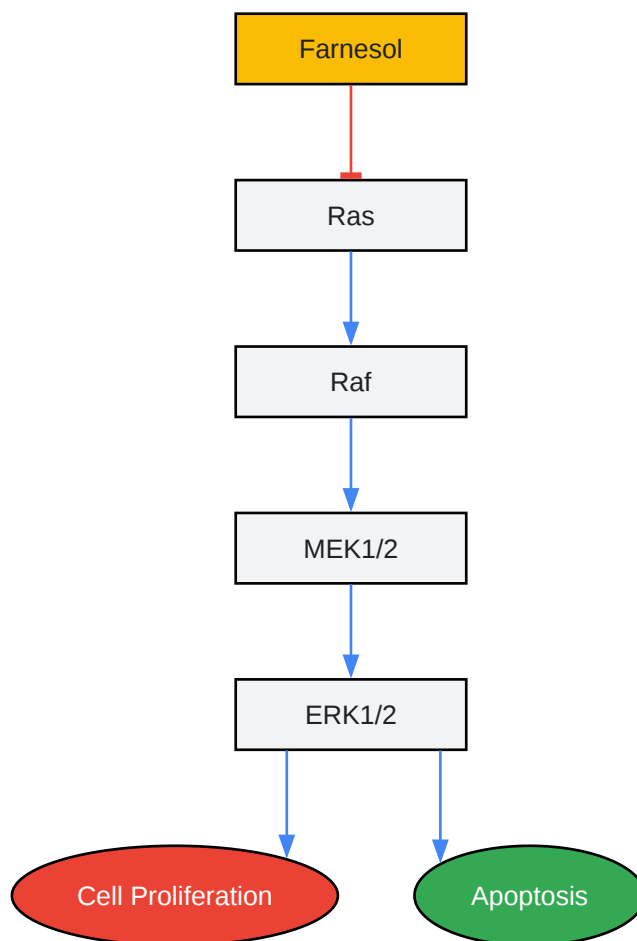 Farnesol
Ras
Raf
MEK1/2
ERK1/2
Cell Proliferation
Apoptosis